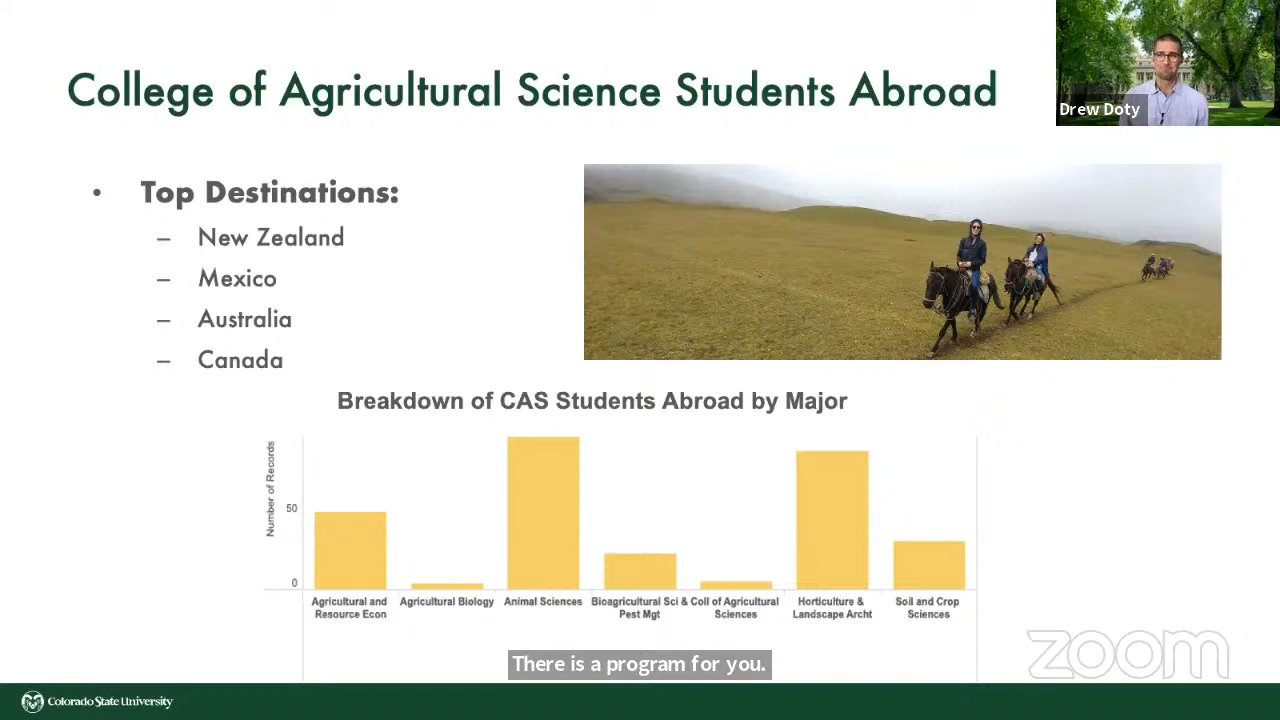 College of Agricultural Science Students Abroad
Drew Doty
• Top Destinations:
– New Zealand
– Mexico
– Australia
– Canada
Breakdown of CAS Students Abroad by Major
Number of Records
50
0
Agricultural and
Resource Econ
Agricultural Biology
Animal Sciences
Bioagricultural Sci &
Pest Mgt
Coll of Agricultural
Sciences
Horticulture &
Landscape Archt
Soil and Crop
Sciences
There is a program for you.
zoom
Colorado State University